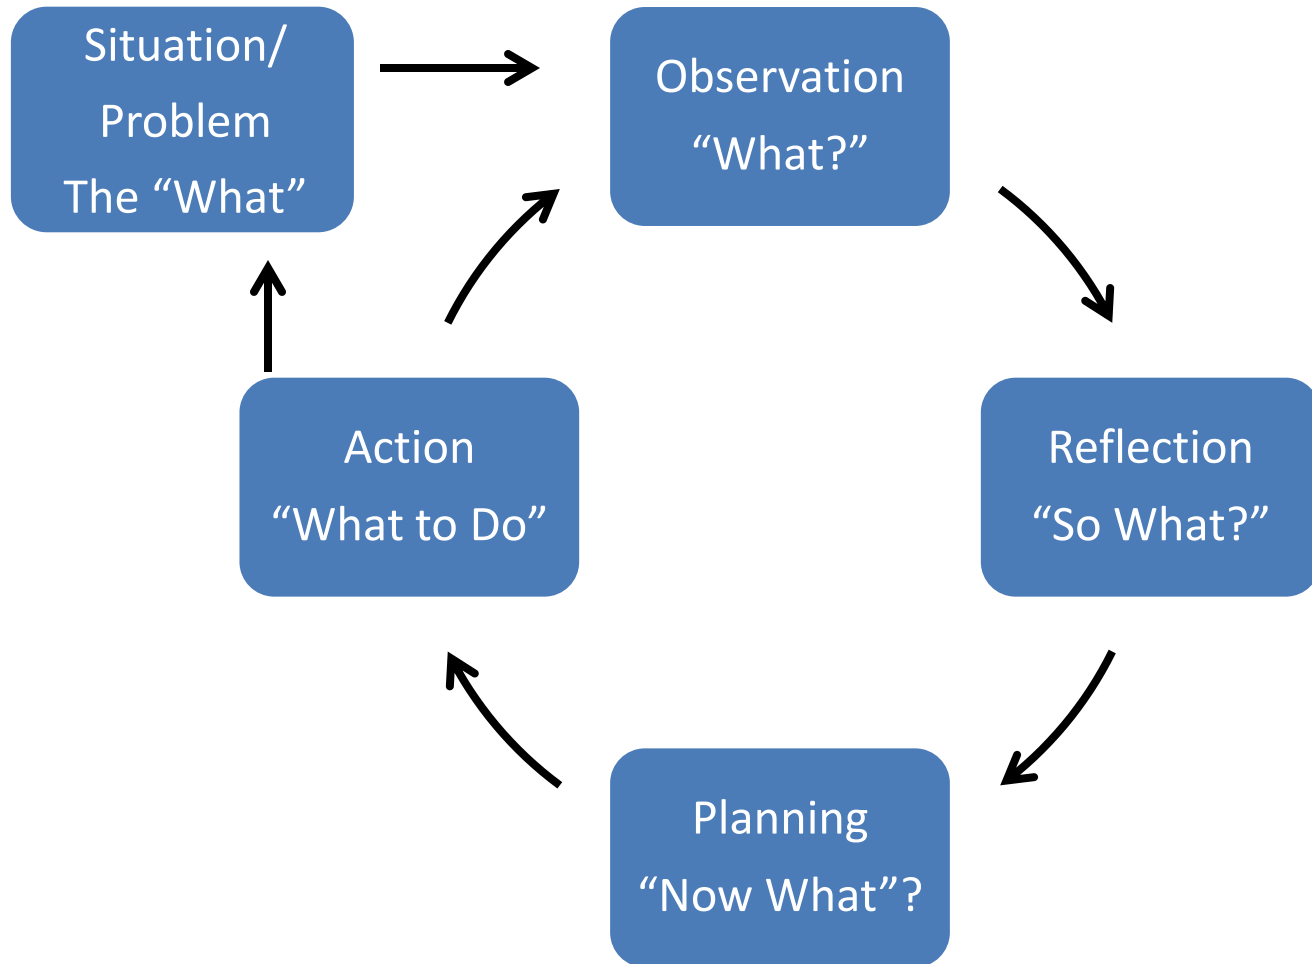 Situation/
Problem
The “What”
Observation
“What?”
Reflection
“So What?”
Planning
“Now What”?
Action
“What to Do”